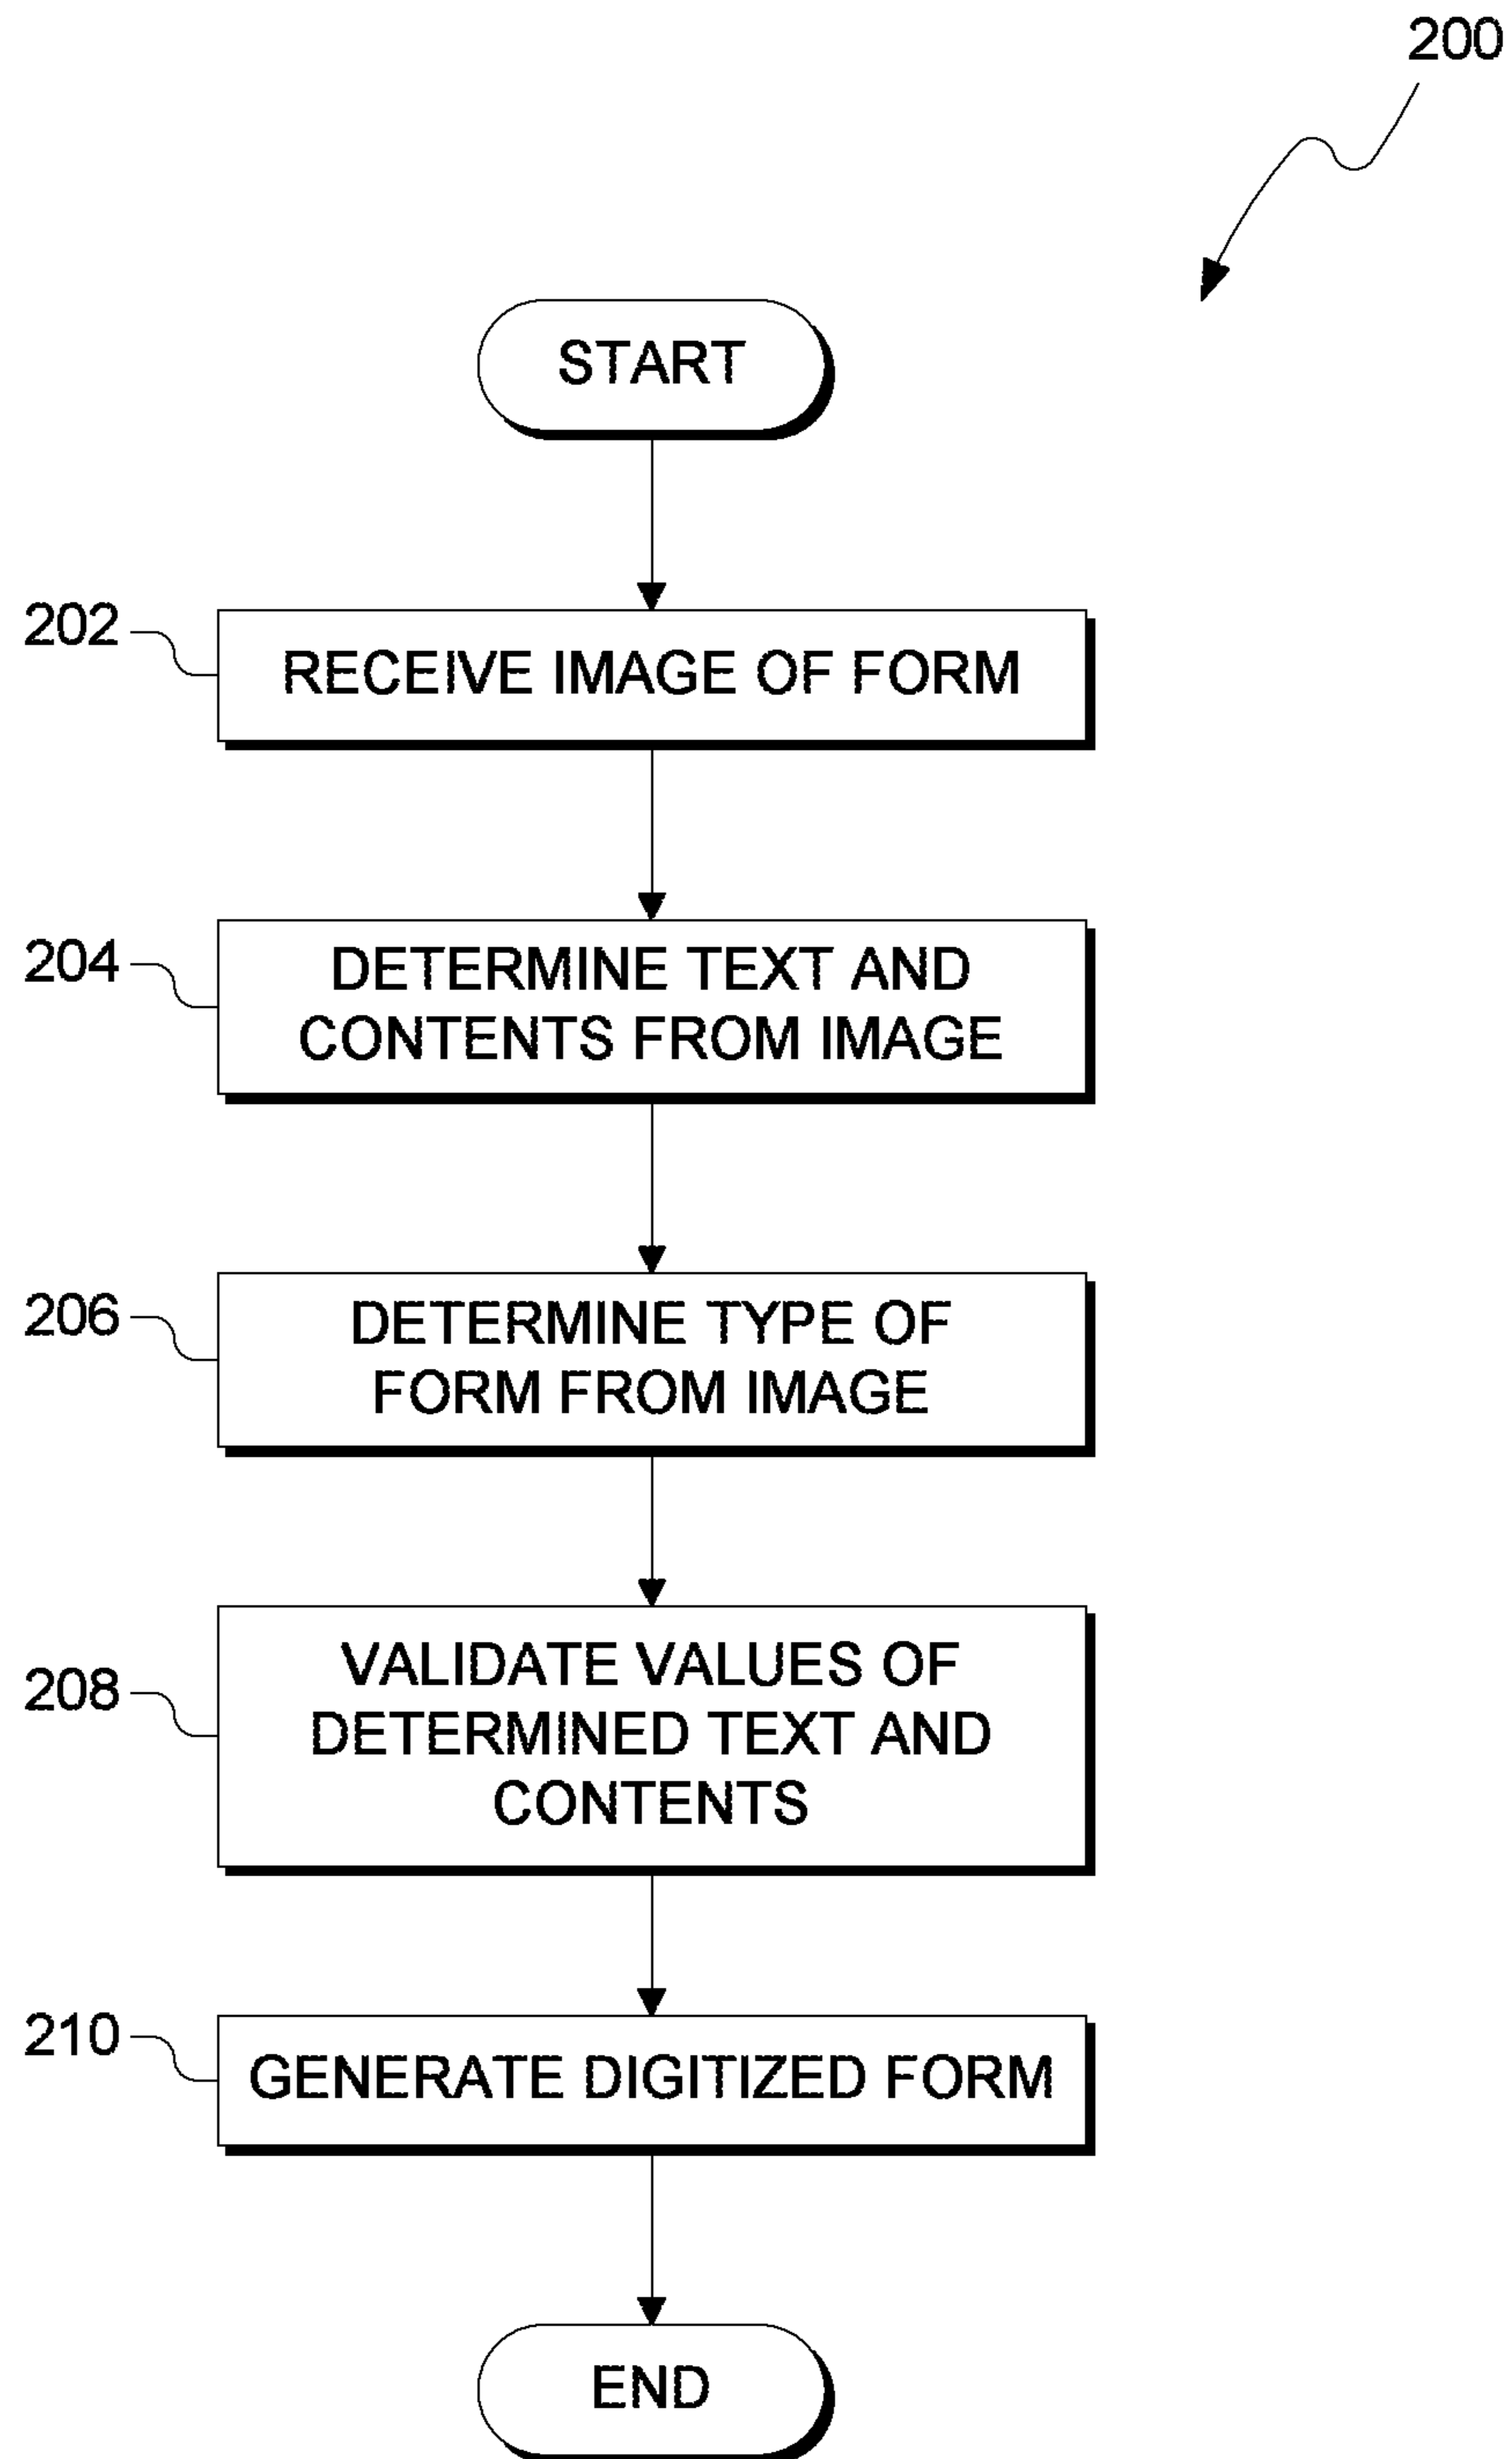 200
START
202
RECEIVE IMAGE OF FORM
204
DETERMINE TEXT AND
CONTENTS FROM IMAGE
206
DETERMINE TYPE OF
FORM FROM IMAGE
208
VALIDATE VALUES OF
DETERMINED TEXT AND
CONTENTS
210
GENERATE DIGITIZED FORM
END